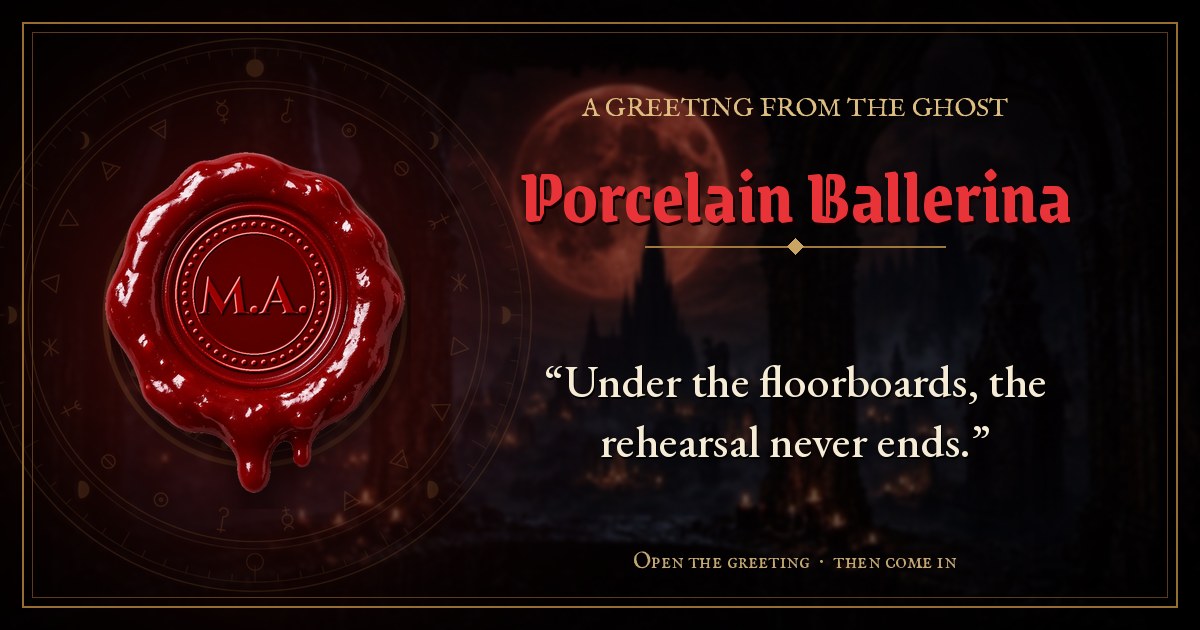 A GREETING FROM THE GHOST
Porcelain Ballerina
M.A.
“Under the floorboards, the
rehearsal never ends.”
Open the greeting · then come in